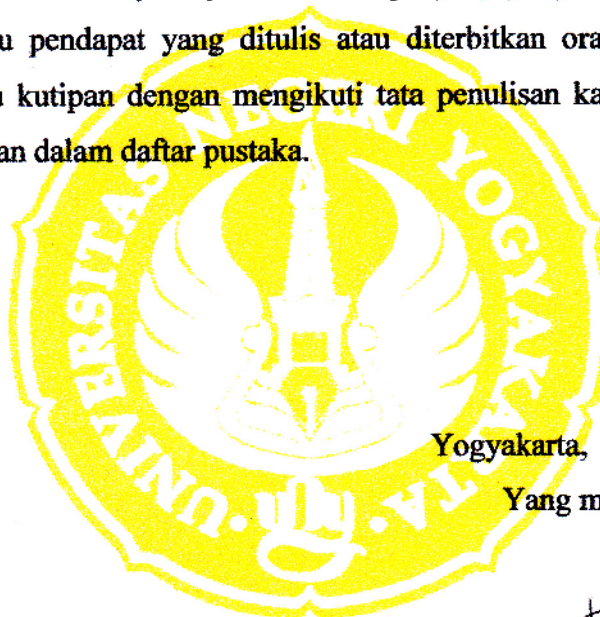 u pendapat yang ditulis atau diterbitkan ora
kutipan dengan mengikuti tata penulisan ka
an dalam daftar pustaka.
UNIVERSITAS NEGERI YOGYAKARTA
Yogyakarta,
Yang m